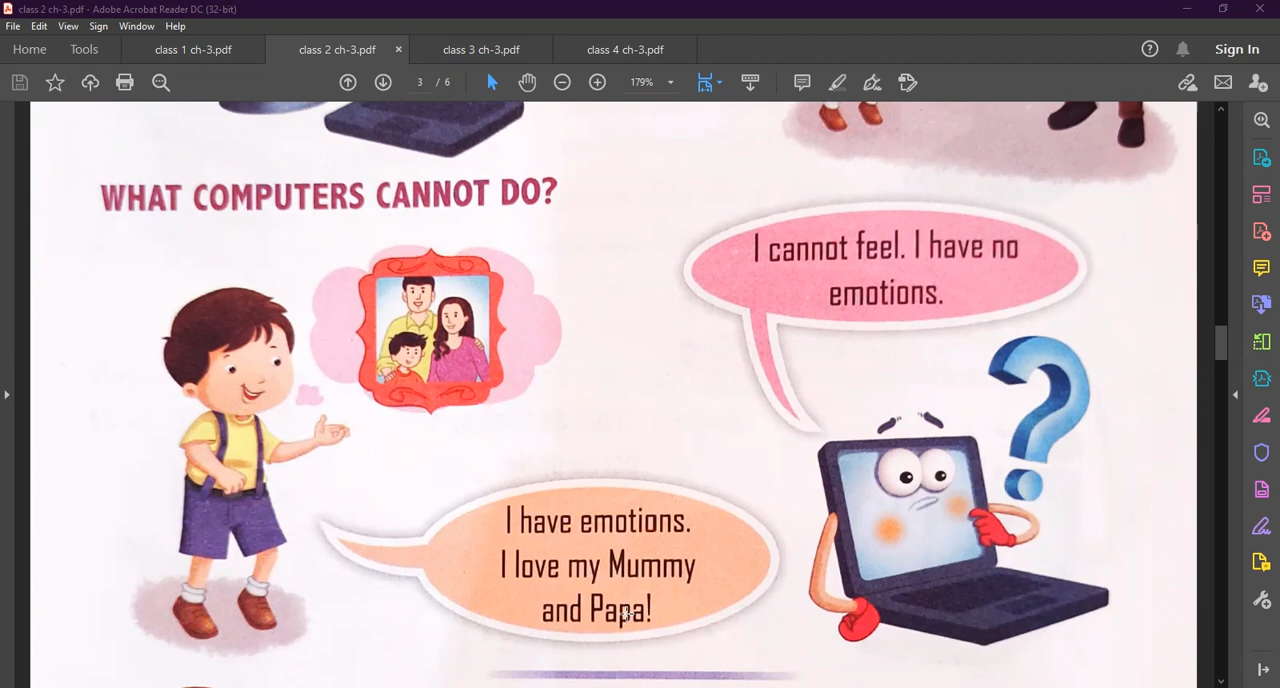 class 2 ch-3.pdf - Adobe Acrobat Reader DC (32-bit)
File Edit View Sign Window Help
Home Tools class 1 ch-3.pdf class 2 ch-3.pdf × class 3 ch-3.pdf class 4 ch-3.pdf Sign In
3 / 6 179%
WHAT COMPUTERS CANNOT DO?
I cannot feel. I have no
emotions.
I have emotions.
I love my Mummy
and Papa!